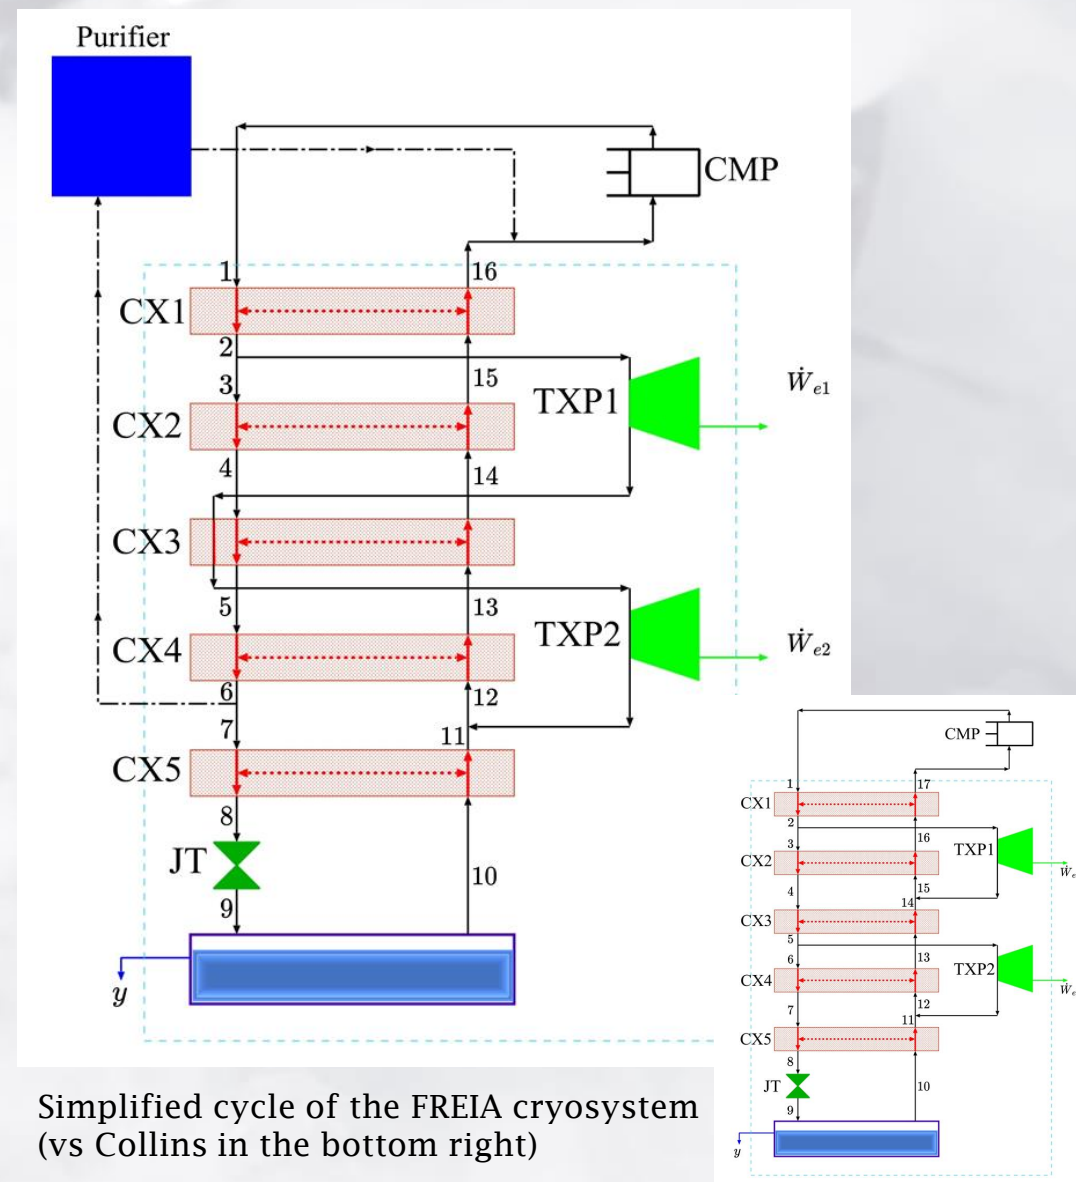 Purifier
CMP
1
16
CX1
2
3
15
TXP1
Ẇe1
CX2
4
14
CX3
5
13
TXP2
Ẇe2
CX4
6
12
7
11
CX5
8
JT
10
9
y
CMP
1
17
CX1
2
16
3
TXP1
Ẇe
CX2
4
15
14
CX3
5
13
6
TXP2
Ẇe
CX4
7
12
11
CX5
8
JT
10
9
y
Simplified cycle of the FREIA cryosystem
(vs Collins in the bottom right)